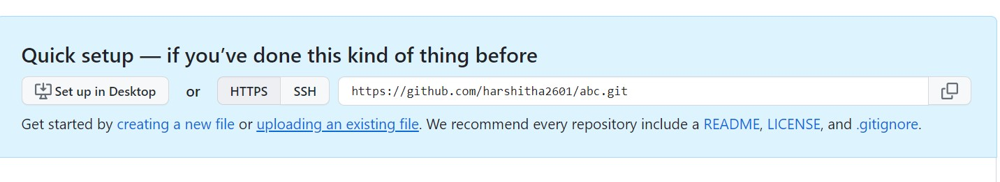 Quick setup — if you’ve done this kind of thing before
Set up in Desktop or HTTPS SSH https://github.com/harshitha2601/abc.git
Get started by creating a new file or uploading an existing file. We recommend every repository include a README, LICENSE, and .gitignore.